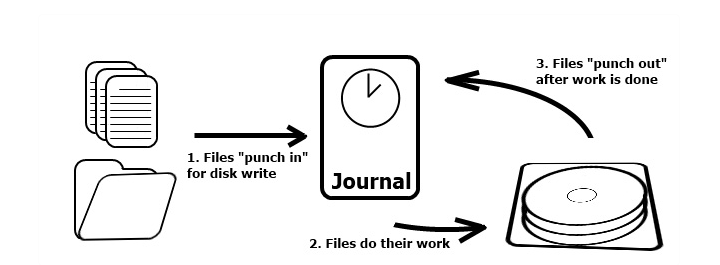 1. Files "punch in"
for disk write
Journal
2. Files do their work
3. Files "punch out"
after work is done